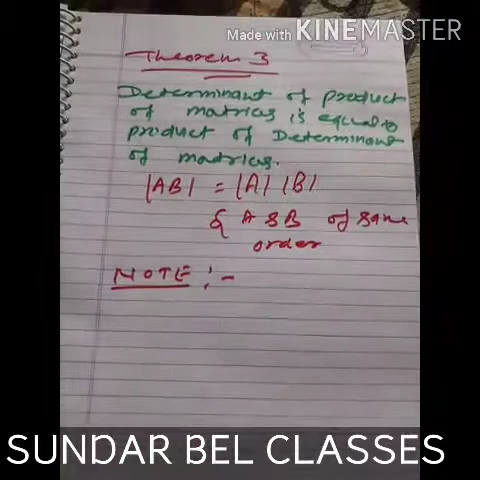 Made with KINEMASTER
Theorem 3
Determinant of product
of matrices is equal to
product of Determinant
of matrices.
|AB| = |A| |B|
& A & B of same
order
NOTE :-
SUNDAR BEL CLASSES